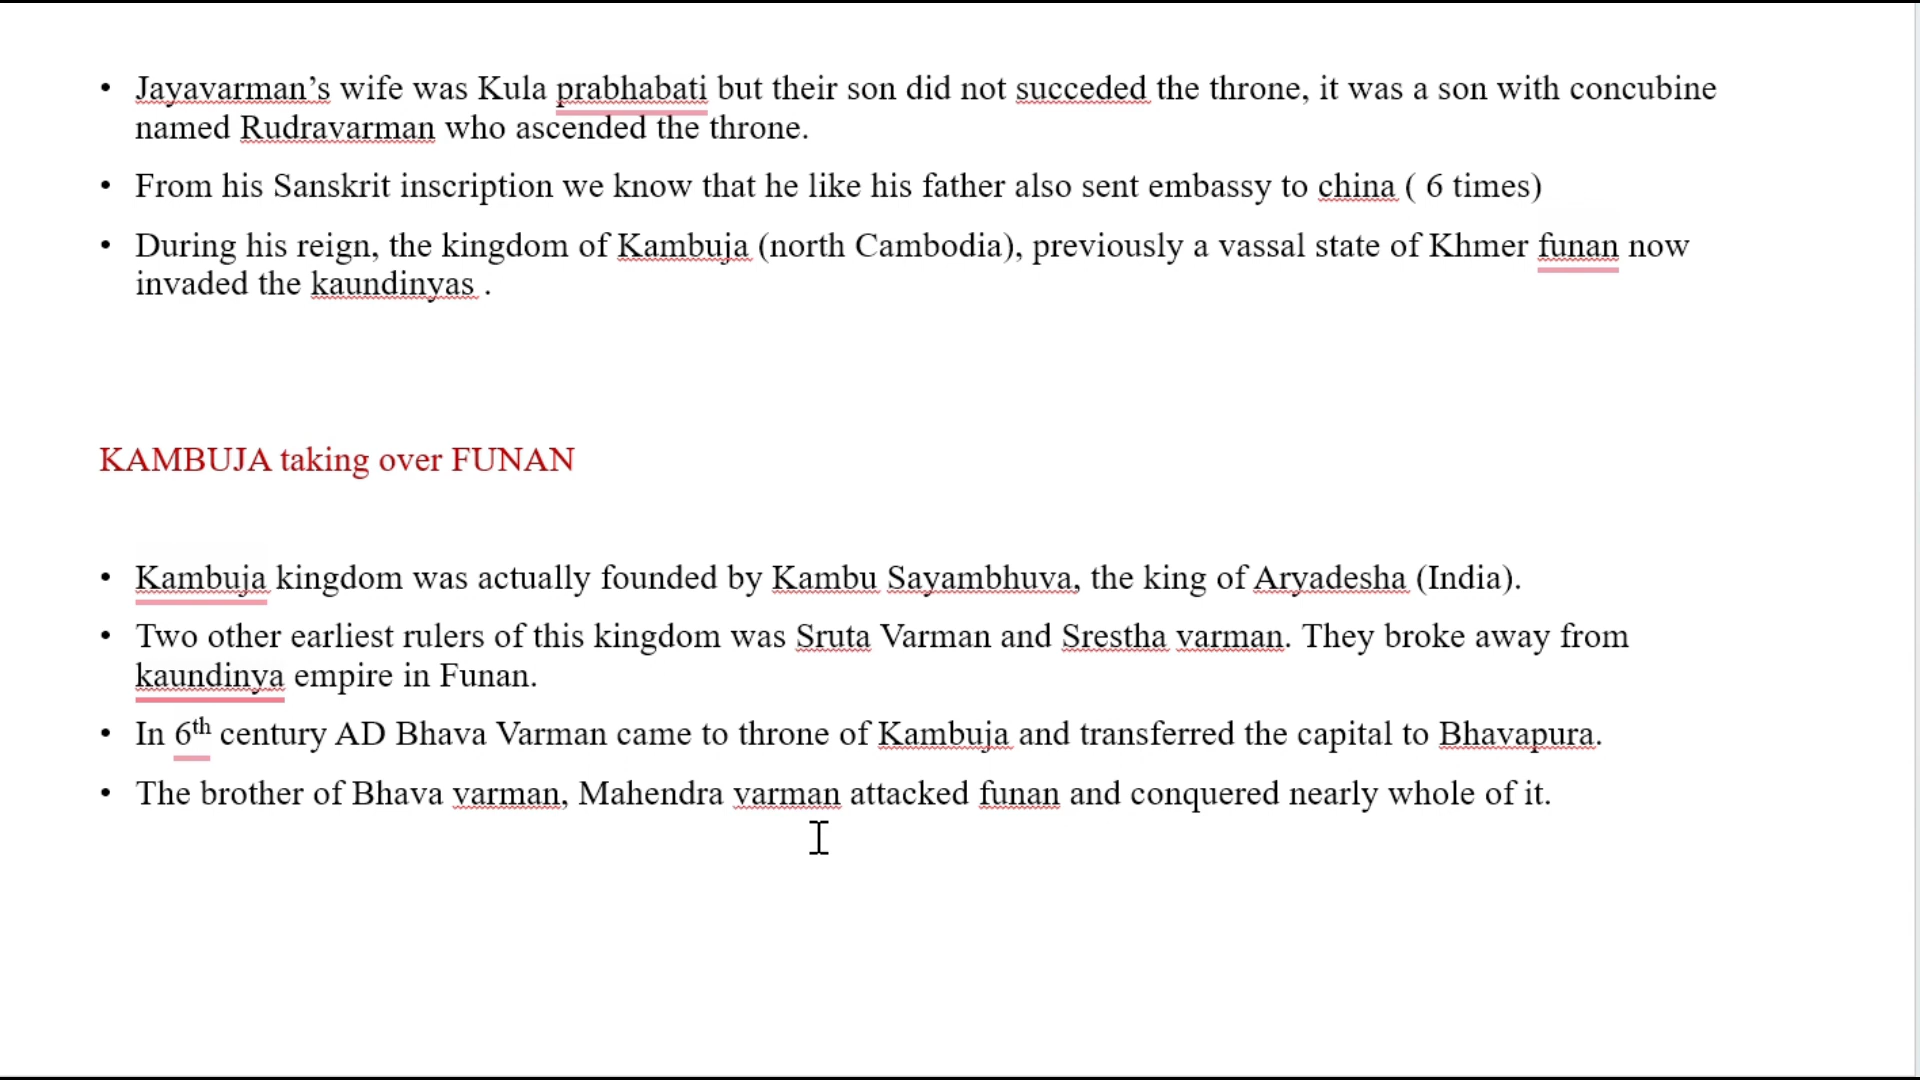 • Jayavarman’s wife was Kula prabhabati but their son did not succeded the throne, it was a son with concubine
named Rudravarman who ascended the throne.
• From his Sanskrit inscription we know that he like his father also sent embassy to china ( 6 times)
• During his reign, the kingdom of Kambuja (north Cambodia), previously a vassal state of Khmer funan now
invaded the kaundinyas .
KAMBUJA taking over FUNAN
• Kambuja kingdom was actually founded by Kambu Sayambhuva, the king of Aryadesha (India).
• Two other earliest rulers of this kingdom was Sruta Varman and Srestha varman. They broke away from
kaundinya empire in Funan.
• In 6th century AD Bhava Varman came to throne of Kambuja and transferred the capital to Bhavapura.
• The brother of Bhava varman, Mahendra varman attacked funan and conquered nearly whole of it.